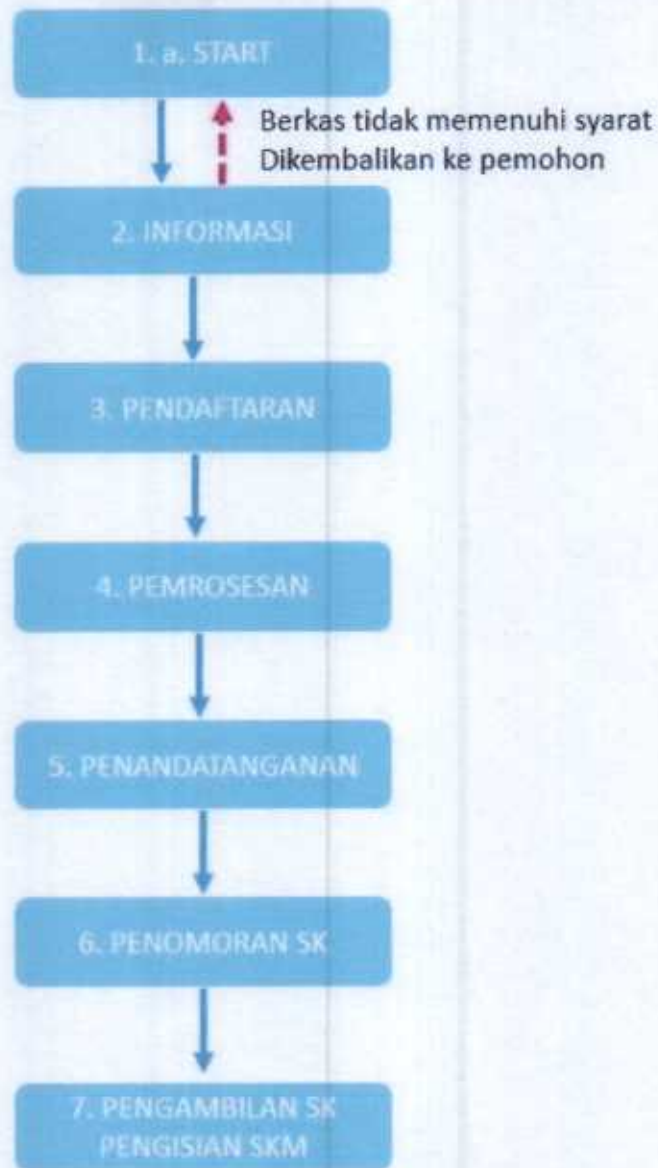 1. a. START
Berkas tidak memenuhi syarat
Dikembalikan ke pemohon
2. INFORMASI
3. PENDAFTARAN
4. PEMROSESAN
5. PENANDATANGANAN
6. PENOMORAN SK
7. PENGAMBILAN SK
PENGISIAN SKM